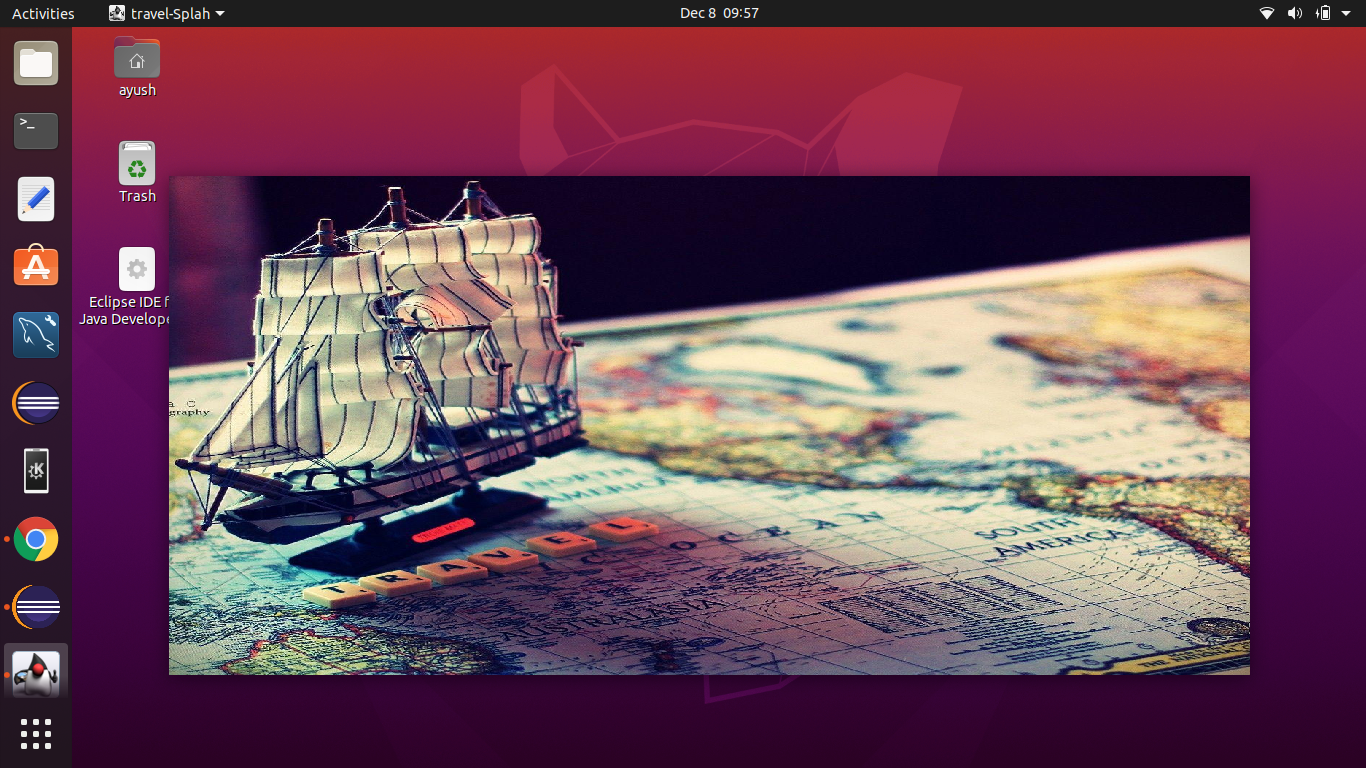 Activities
travel-Splah
Dec 8 09:57
ayush
Trash
Eclipse IDE f
Java Develope
>_
a C
graphy
NORTH
AMERICA
OCEAN
SOUTH
AMERICA
TRAVEL
AUSTRALASIA